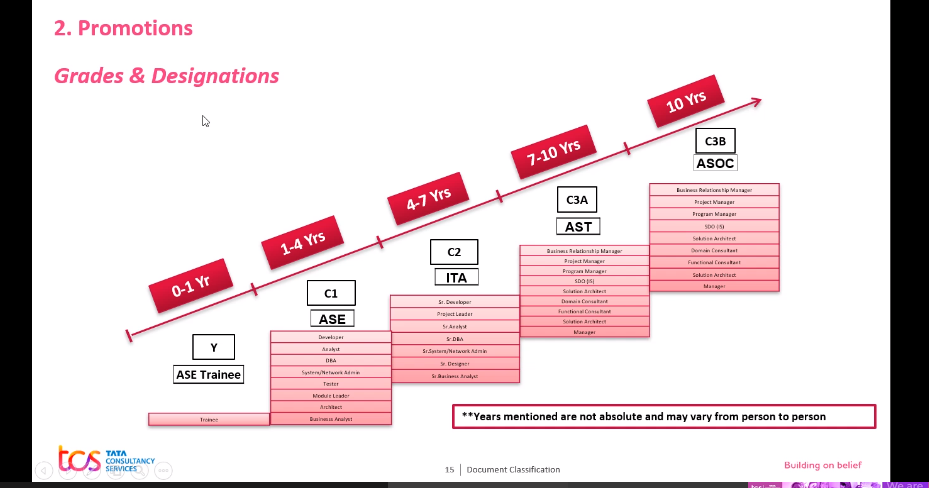 2. Promotions
Grades & Designations
0-1 Yr
1-4 Yrs
4-7 Yrs
7-10 Yrs
10 Yrs
Y
ASE Trainee
Trainee
C1
ASE
Developer
Analyst
DBA
System/Network Admin
Tester
Module Leader
Architect
Business Analyst
C2
ITA
Sr. Developer
Project Leader
Sr.Analyst
Sr.DBA
Sr.System/Network Admin
Sr. Designer
Sr.Business Analyst
C3A
AST
Business Relationship Manager
Project Manager
Program Manager
SDO (IS)
Solution Architect
Domain Consultant
Functional Consultant
Solution Architect
Manager
C3B
ASOC
Business Relationship Manager
Project Manager
Program Manager
SDO (IS)
Solution Architect
Domain Consultant
Functional Consultant
Solution Architect
Manager
**Years mentioned are not absolute and may vary from person to person
tcs
TATA
CONSULTANCY
SERVICES
15 | Document Classification
Building on belief
We are